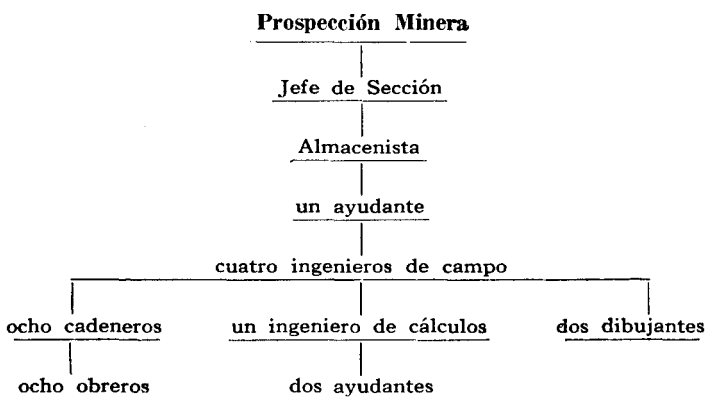 Prospección Minera
Jefe de Sección
Almacenista
un ayudante
cuatro ingenieros de campo
ocho cadeneros un ingeniero de cálculos dos dibujantes
ocho obreros dos ayudantes